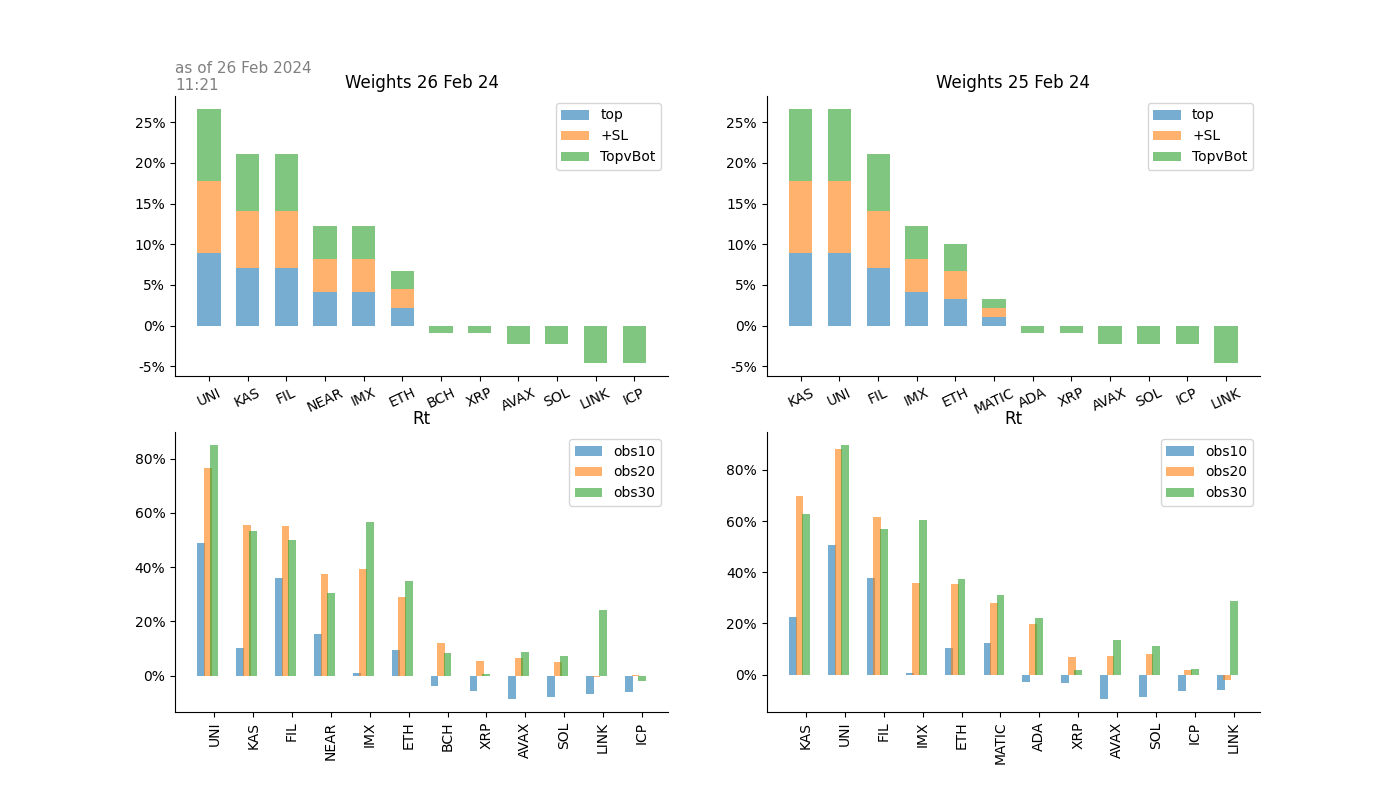 as of 26 Feb 2024
11:21
Weights 26 Feb 24
25%
20%
15%
10%
5%
0%
-5%
top
+SL
TopvBot
UNI KAS FIL NEAR IMX ETH BCH XRP AVAX SOL LINK ICP
Weights 25 Feb 24
25%
20%
15%
10%
5%
0%
-5%
top
+SL
TopvBot
KAS UNI FIL IMX ETH MATIC ADA XRP AVAX SOL ICP LINK
Rt
80%
60%
40%
20%
0%
obs10
obs20
obs30
UNI KAS FIL NEAR IMX ETH BCH XRP AVAX SOL LINK ICP
Rt
80%
60%
40%
20%
0%
obs10
obs20
obs30
KAS UNI FIL IMX ETH MATIC ADA XRP AVAX SOL ICP LINK